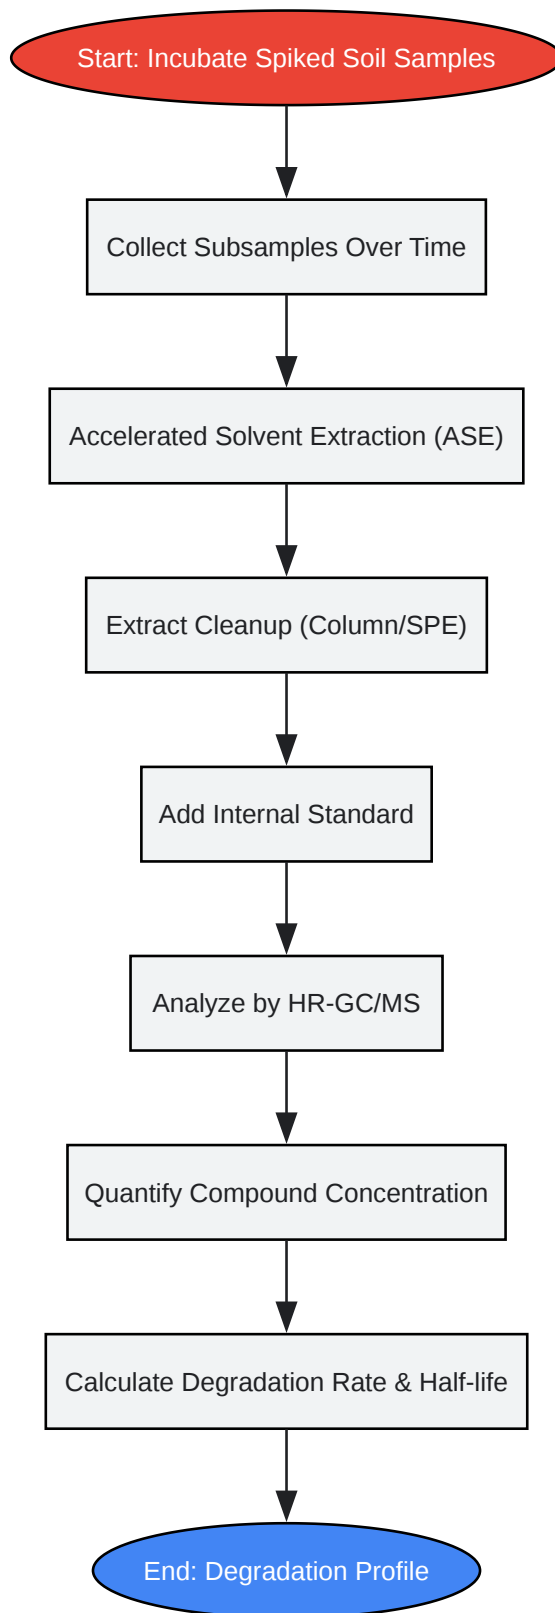 Start: Incubate Spiked Soil Samples
Collect Subsamples Over Time
Accelerated Solvent Extraction (ASE)
Extract Cleanup (Column/SPE)
Add Internal Standard
Analyze by HR-GC/MS
Quantify Compound Concentration
Calculate Degradation Rate & Half-life
End: Degradation Profile